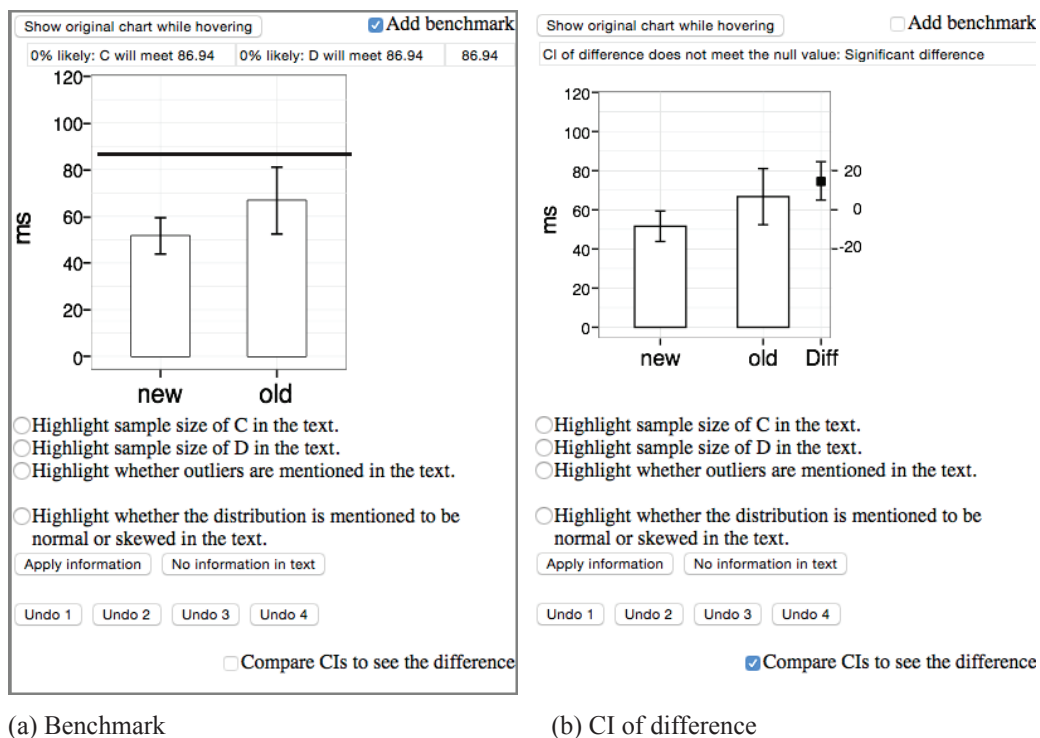 Show original chart while hovering
Add benchmark
0% likely: C will meet 86.94
0% likely: D will meet 86.94
86.94
120
100
80
60
40
20
0
ms
new
old
Highlight sample size of C in the text.
Highlight sample size of D in the text.
Highlight whether outliers are mentioned in the text.
Highlight whether the distribution is mentioned to be
normal or skewed in the text.
Apply information
No information in text
Undo 1
Undo 2
Undo 3
Undo 4
Compare CIs to see the difference
(a) Benchmark
Show original chart while hovering
Add benchmark
CI of difference does not meet the null value: Significant difference
120
100
80
60
40
20
0
ms
20
0
-20
new
old
Diff
Highlight sample size of C in the text.
Highlight sample size of D in the text.
Highlight whether outliers are mentioned in the text.
Highlight whether the distribution is mentioned to be
normal or skewed in the text.
Apply information
No information in text
Undo 1
Undo 2
Undo 3
Undo 4
Compare CIs to see the difference
(b) CI of difference